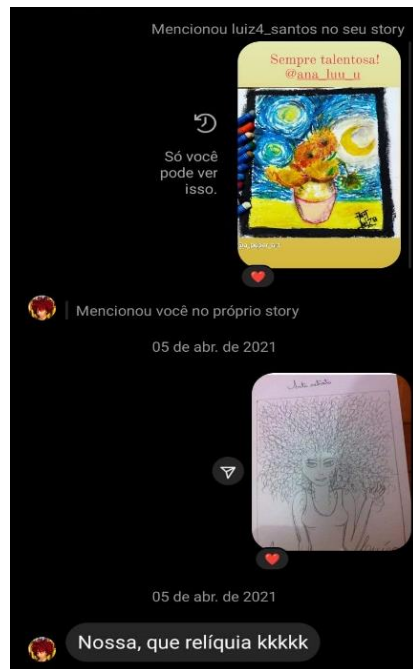 Mencionou luiz4_santos no seu story
Sempre talentosa!
@ana_luu_u
Só você
pode ver
isso.
Mencionou você no próprio story
05 de abr. de 2021
05 de abr. de 2021
Nossa, que relíquia kkkkk